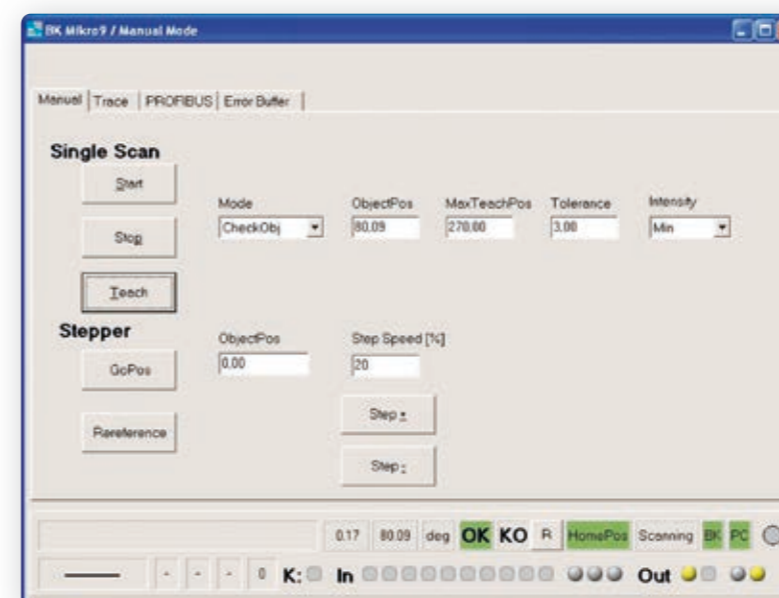 BK Mikro9 / Manual Mode
Manual Trace PROFIBUS Error Buffer
Single Scan
Start
Mode ObjectPos MaxTeachPos Tolerance Intensity
CheckObj 80.09 270.00 3.00 Min
Stop
Teach
Stepper
ObjectPos Step Speed [%]
GoPos 0.00 20
Step +
Rereference
Step -
0.17 80.09 deg OK KO R HomePos Scanning BK PC
- - - 0 K: In Out